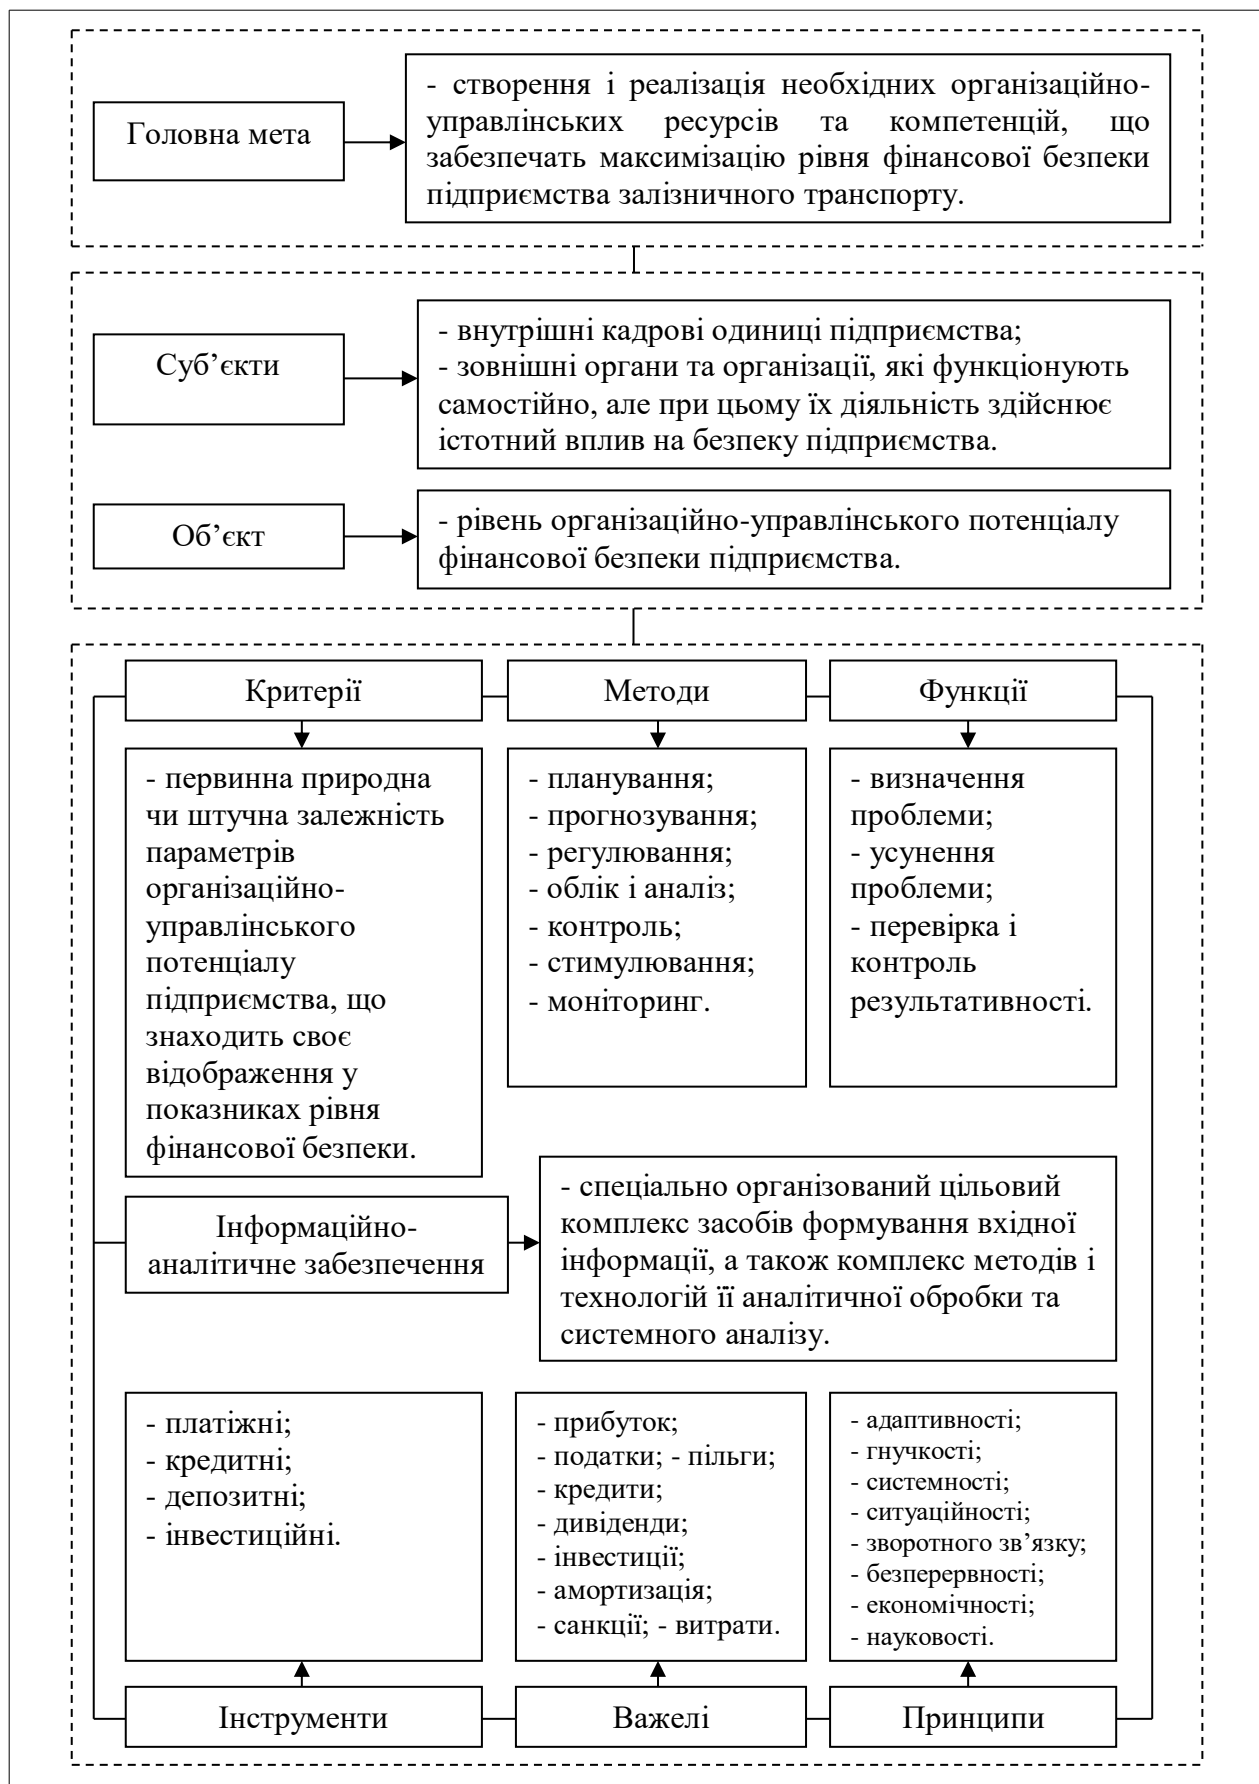 Головна мета
- створення і реалізація необхідних організаційно-
управлінських ресурсів та компетенцій, що
забезпечать максимізацію рівня фінансової безпеки
підприємства залізничного транспорту.
Суб’єкти
- внутрішні кадрові одиниці підприємства;
- зовнішні органи та організації, які функціонують
самостійно, але при цьому їх діяльність здійснює
істотний вплив на безпеку підприємства.
Об’єкт
- рівень організаційно-управлінського потенціалу
фінансової безпеки підприємства.
Критерії
- первинна природна
чи штучна залежність
параметрів
організаційно-
управлінського
потенціалу
підприємства, що
знаходить своє
відображення у
показниках рівня
фінансової безпеки.
Методи
- планування;
- прогнозування;
- регулювання;
- облік і аналіз;
- контроль;
- стимулювання;
- моніторинг.
Функції
- визначення
проблеми;
- усунення
проблеми;
- перевірка і
контроль
результативності.
Інформаційно-
аналітичне забезпечення
- спеціально організований цільовий
комплекс засобів формування вхідної
інформації, а також комплекс методів і
технологій її аналітичної обробки та
системного аналізу.
- платіжні;
- кредитні;
- депозитні;
- інвестиційні.
Інструменти
- прибуток;
- податки; - пільги;
- кредити;
- дивіденди;
- інвестиції;
- амортизація;
- санкції; - витрати.
Важелі
- адаптивності;
- гнучкості;
- системності;
- ситуаційності;
- зворотного зв’язку;
- безперервності;
- економічності;
- науковості.
Принципи